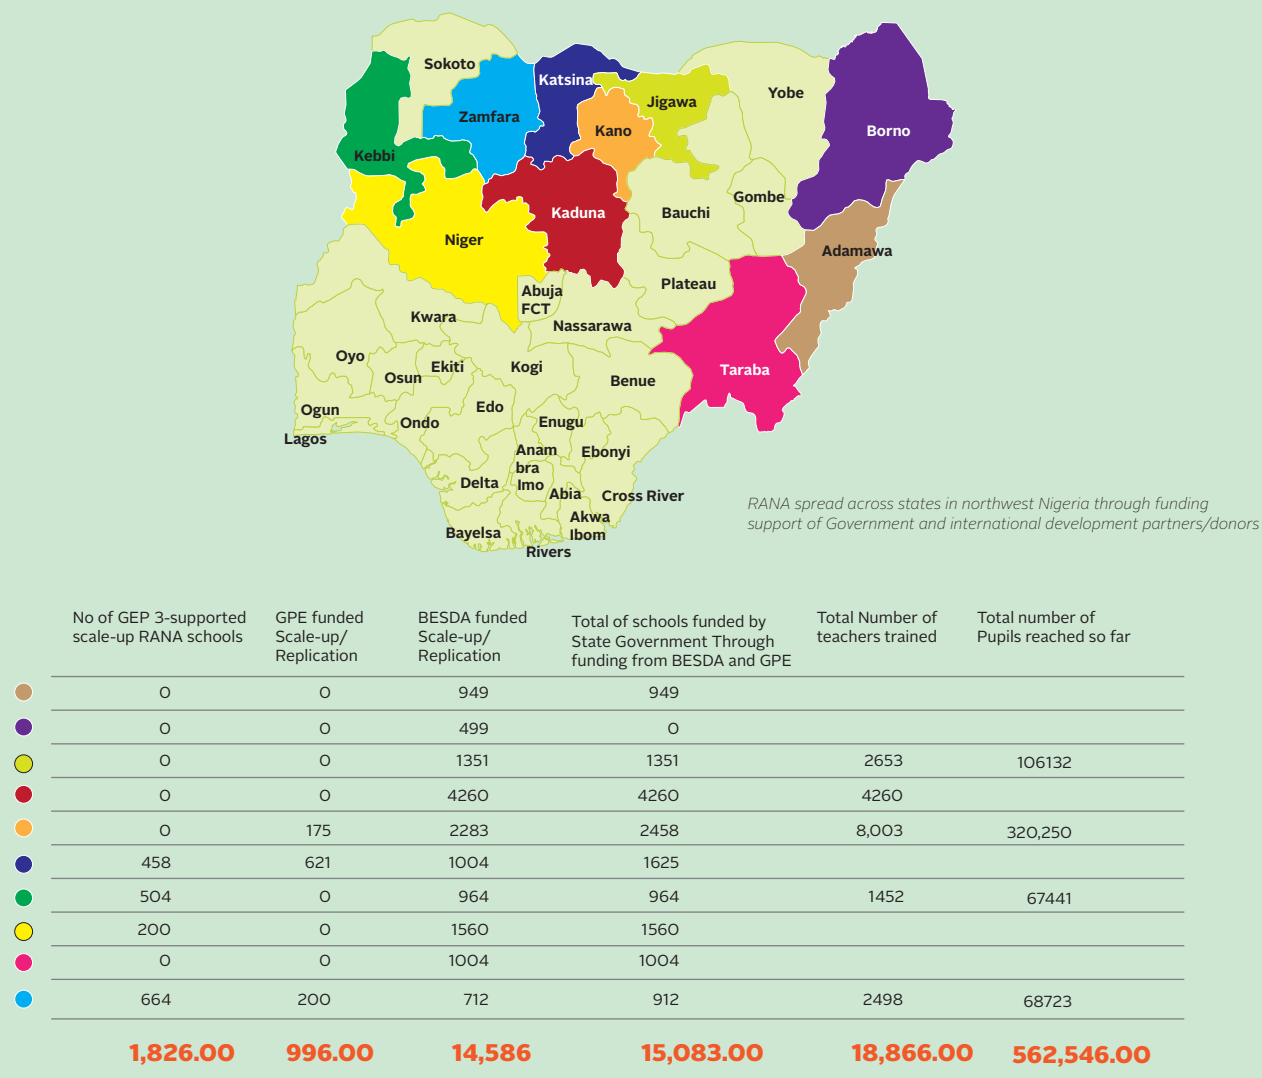 Sokoto
Katsina
Yobe
Jigawa
Zamfara
Kano
Borno
Kebbi
Gombe
Kaduna
Bauchi
Niger
Adamawa
Plateau
Abuja
FCT
Kwara
Nassarawa
Oyo
Ekiti
Kogi
Taraba
Osun
Benue
Edo
Ogun
Ondo
Enugu
Lagos
Anam
bra
Ebonyi
Delta
Imo
Abia
Cross River
Akwa
Ibom
Bayelsa
Rivers
RANA spread across states in northwest Nigeria through funding
support of Government and international development partners/donors
No of GEP 3-supported
scale-up RANA schools
GPE funded
Scale-up/
Replication
BESDA funded
Scale-up/
Replication
Total of schools funded by
State Government Through
funding from BESDA and GPE
Total Number of
teachers trained
Total number of
Pupils reached so far
0 0 949 949
0 0 499 0
0 0 1351 1351 2653 106132
0 0 4260 4260 4260
0 175 2283 2458 8,003 320,250
458 621 1004 1625
504 0 964 964 1452 67441
200 0 1560 1560
0 0 1004 1004
664 200 712 912 2498 68723
1,826.00 996.00 14,586 15,083.00 18,866.00 562,546.00